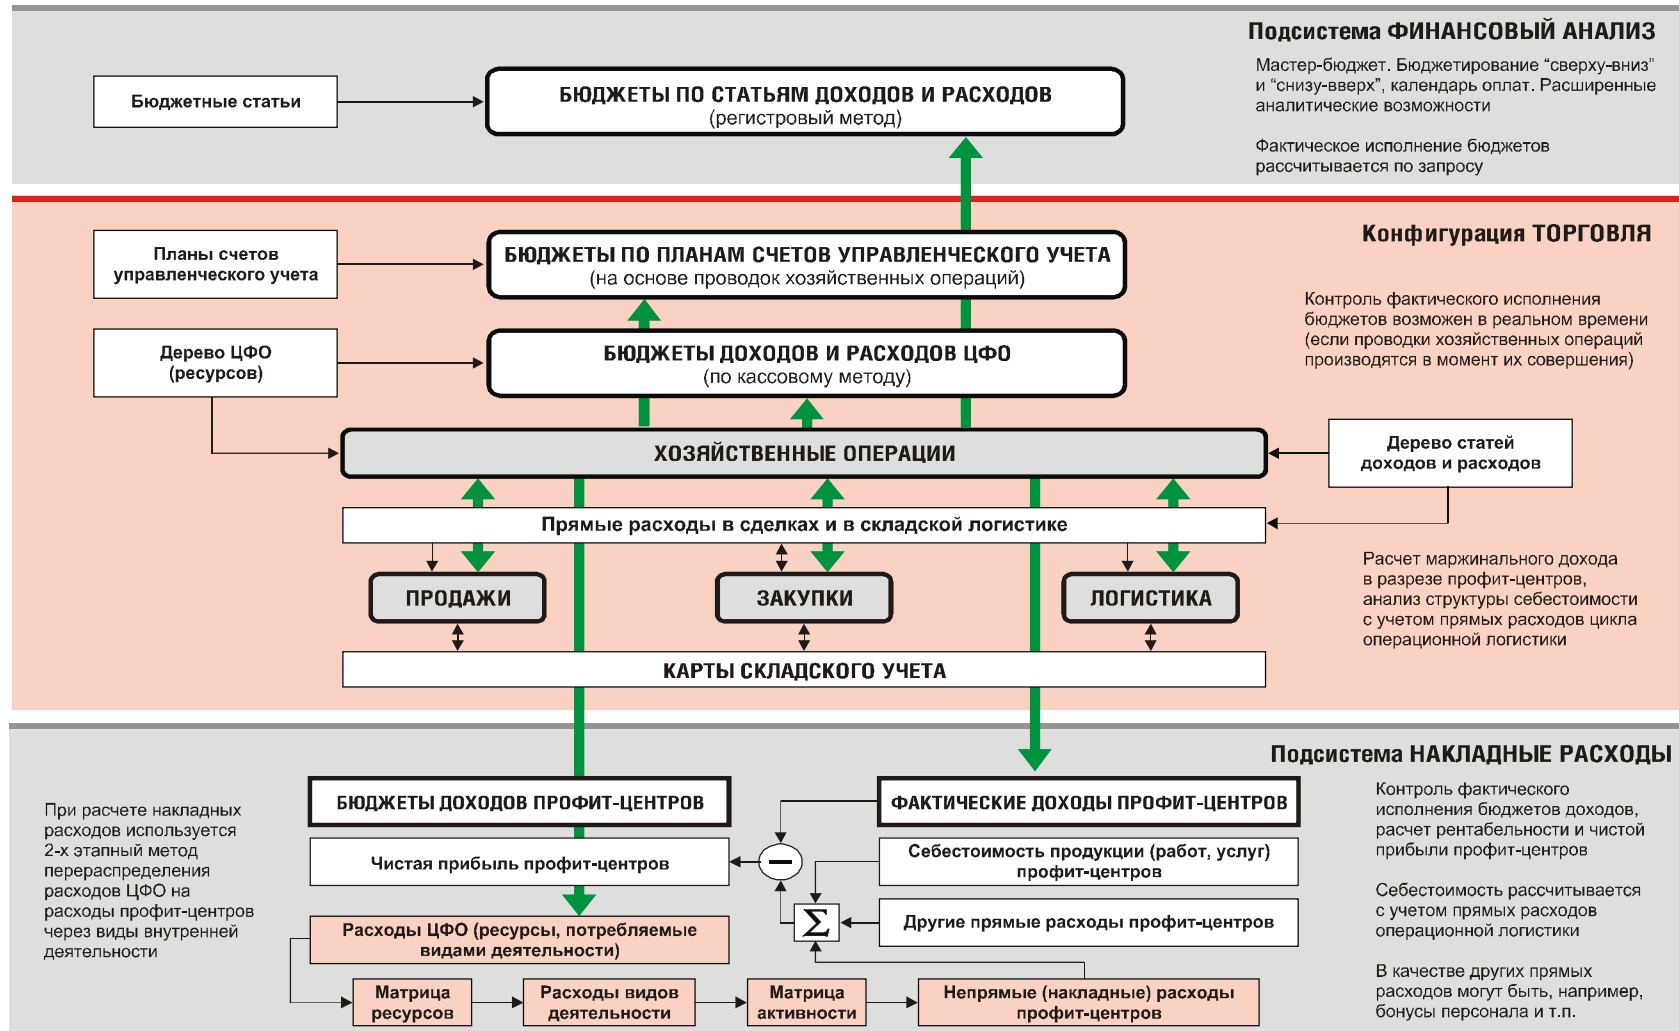 Подсистема ФИНАНСОВЫЙ АНАЛИЗ
Мастер-бюджет. Бюджетирование “сверху-вниз”
и “снизу-вверх”, календарь оплат. Расширенные
аналитические возможности
Фактическое исполнение бюджетов
рассчитывается по запросу
Бюджетные статьи
БЮДЖЕТЫ ПО СТАТЬЯМ ДОХОДОВ И РАСХОДОВ
(регистровый метод)
Конфигурация ТОРГОВЛЯ
Планы счетов
управленческого учета
БЮДЖЕТЫ ПО ПЛАНАМ СЧЕТОВ УПРАВЛЕНЧЕСКОГО УЧЕТА
(на основе проводок хозяйственных операций)
Контроль фактического исполнения
бюджетов возможен в реальном времени
(если проводки хозяйственных операций
производятся в момент их совершения)
Дерево ЦФО
(ресурсов)
БЮДЖЕТЫ ДОХОДОВ И РАСХОДОВ ЦФО
(по кассовому методу)
ХОЗЯЙСТВЕННЫЕ ОПЕРАЦИИ
Дерево статей
доходов и расходов
Прямые расходы в сделках и в складской логистике
Расчет маржинального дохода
в разрезе профит-центров,
анализ структуры себестоимости
с учетом прямых расходов цикла
операционной логистики
ПРОДАЖИ
ЗАКУПКИ
ЛОГИСТИКА
КАРТЫ СКЛАДСКОГО УЧЕТА
Подсистема НАКЛАДНЫЕ РАСХОДЫ
При расчете накладных
расходов используется
2-х этапный метод
перераспределения
расходов ЦФО на
расходы профит-центров
через виды внутренней
деятельности
БЮДЖЕТЫ ДОХОДОВ ПРОФИТ-ЦЕНТРОВ
ФАКТИЧЕСКИЕ ДОХОДЫ ПРОФИТ-ЦЕНТРОВ
Контроль фактического
исполнения бюджетов доходов,
расчет рентабельности и чистой
прибыли профит-центров
Себестоимость рассчитывается
с учетом прямых расходов
операционной логистики
В качестве других прямых
расходов могут быть, например,
бонусы персонала и т.п.
Чистая прибыль профит-центров
−
Себестоимость продукции (работ, услуг)
профит-центров
Σ
Другие прямые расходы профит-центров
Расходы ЦФО (ресурсы, потребляемые
видами деятельности)
Матрица
ресурсов
Расходы видов
деятельности
Матрица
активности
Непрямые (накладные) расходы
профит-центров